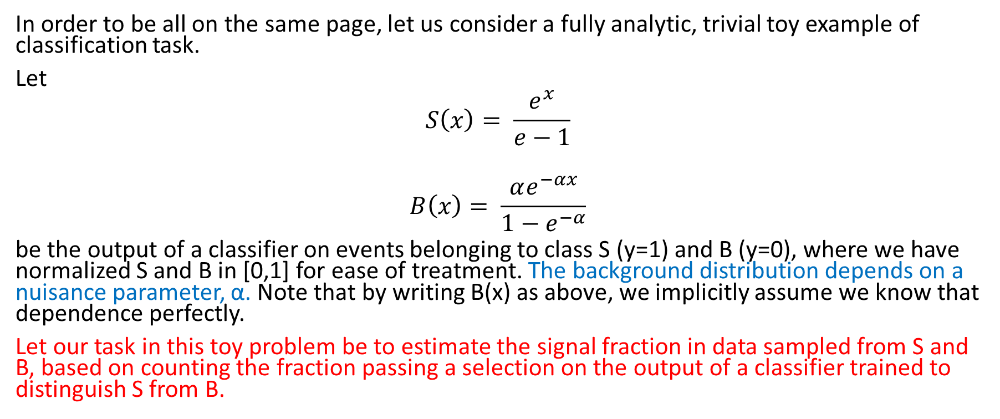 In order to be all on the same page, let us consider a fully analytic, trivial toy example of
classification task.
Let
S(x) = e^x / (e − 1)
B(x) = αe^{−αx} / (1 − e^{−α})
be the output of a classifier on events belonging to class S (y=1) and B (y=0), where we have
normalized S and B in [0,1] for ease of treatment. The background distribution depends on a
nuisance parameter, α. Note that by writing B(x) as above, we implicitly assume we know that
dependence perfectly.
Let our task in this toy problem be to estimate the signal fraction in data sampled from S and
B, based on counting the fraction passing a selection on the output of a classifier trained to
distinguish S from B.